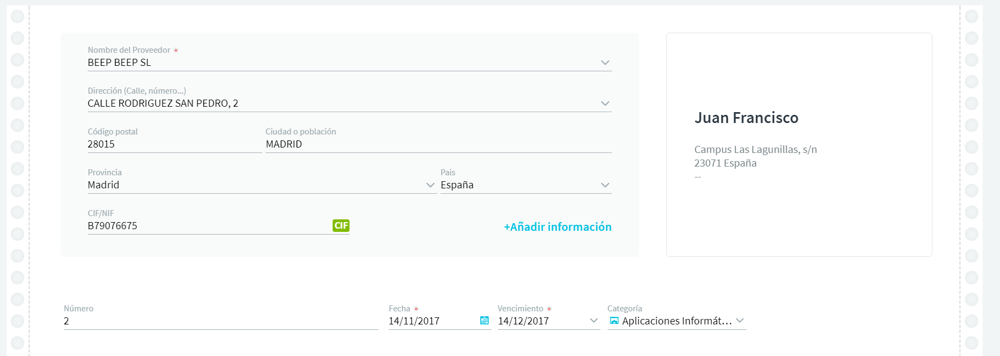 Nombre del Proveedor *
BEEP BEEP SL
Dirección (Calle, número...)
CALLE RODRIGUEZ SAN PEDRO, 2
Código postal Ciudad o población
28015 MADRID
Provincia Pais
Madrid España
CIF/NIF
B79076675 CIF
+Añadir información
Juan Francisco
Campus Las Lagunillas, s/n
23071 España
--
Número Fecha * Vencimiento * Categoría
2 14/11/2017 14/12/2017 Aplicaciones Informát...